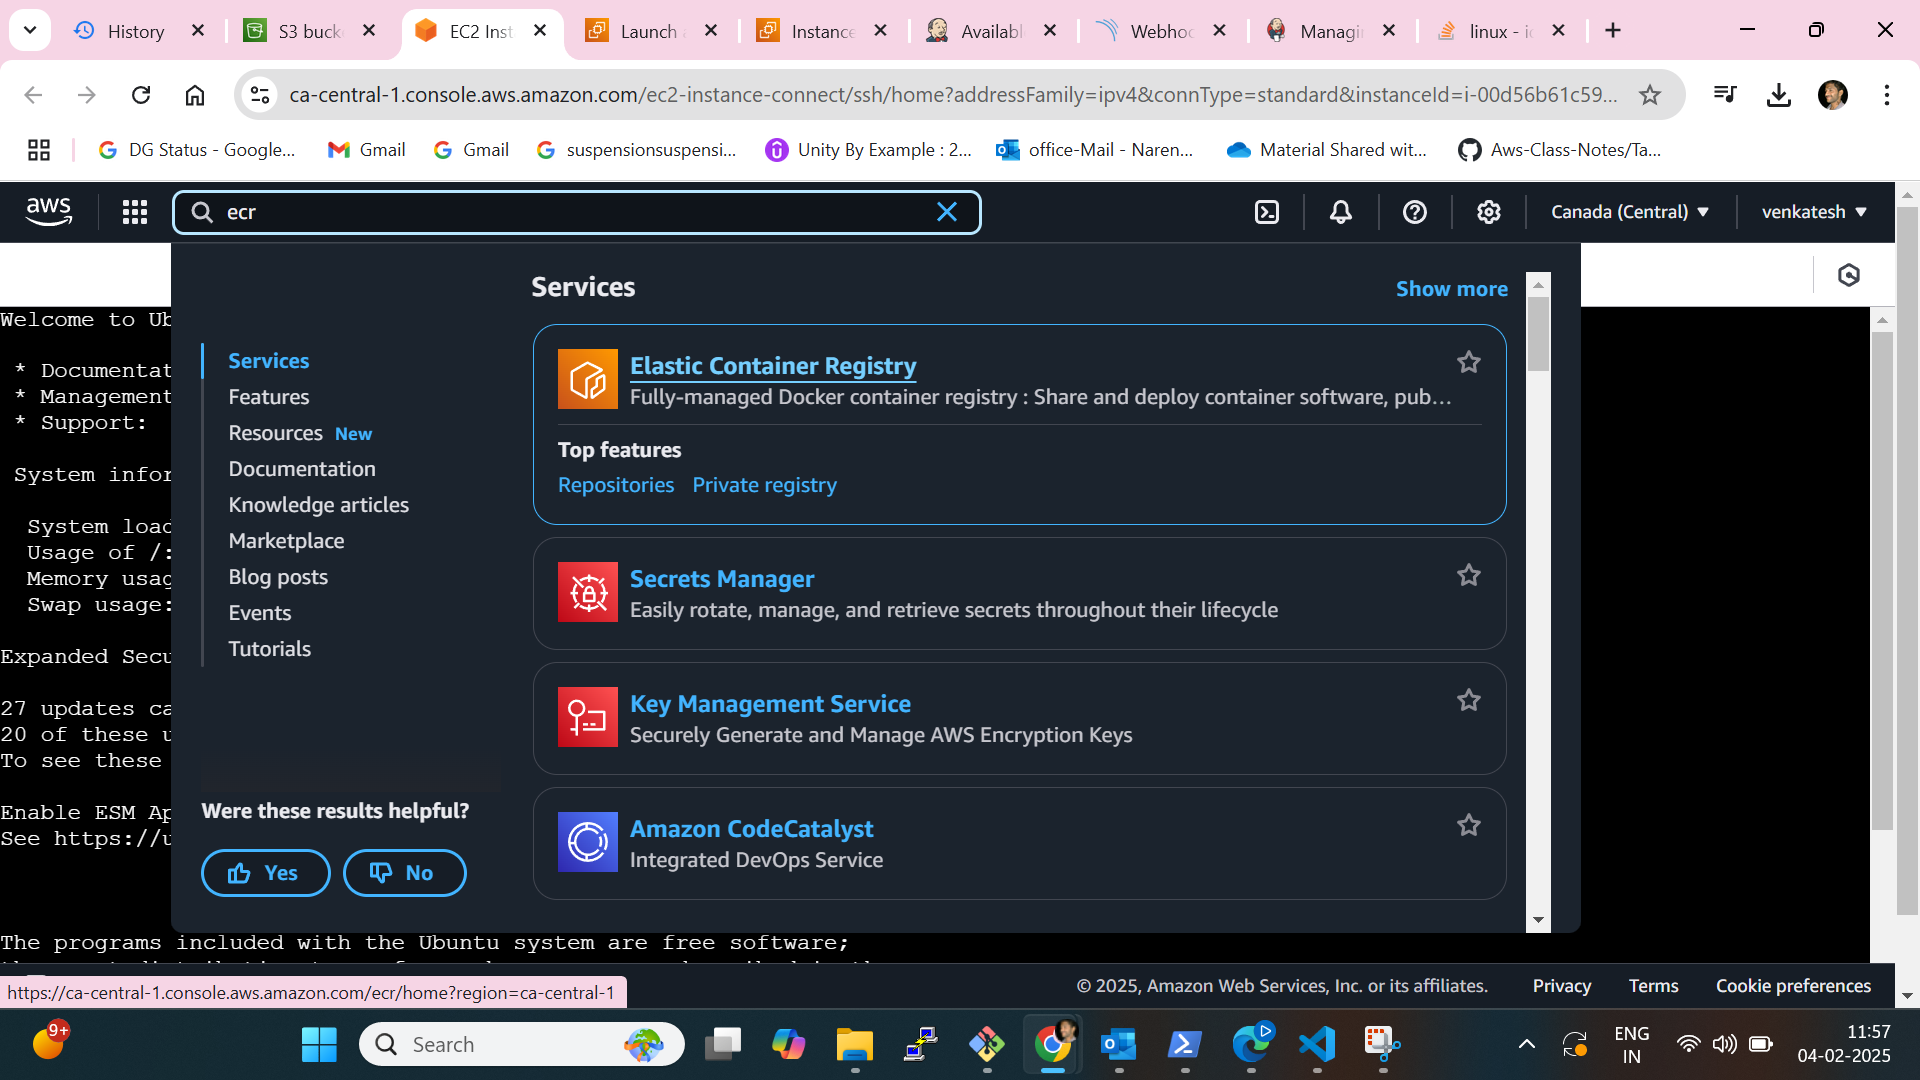 History
S3 buck
EC2 Inst
Launch
Instance
Availabl
Webhoo
Managi
linux -
ca-central-1.console.aws.amazon.com/ec2-instance-connect/ssh/home?addressFamily=ipv4&connType=standard&instanceId=i-00d56b61c59...
DG Status - Google...
Gmail
Gmail
suspensionsuspensi...
Unity By Example : 2...
office-Mail - Naren...
Material Shared wit...
Aws-Class-Notes/Ta...
aws
ecr
Canada (Central)
venkatesh
Services
Show more
Services
Features
Resources New
Documentation
Knowledge articles
Marketplace
Blog posts
Events
Tutorials
Were these results helpful?
Yes
No
Elastic Container Registry
Fully-managed Docker container registry : Share and deploy container software, pub...
Top features
Repositories Private registry
Secrets Manager
Easily rotate, manage, and retrieve secrets throughout their lifecycle
Key Management Service
Securely Generate and Manage AWS Encryption Keys
Amazon CodeCatalyst
Integrated DevOps Service
Welcome to Ub
* Documentat
* Management
* Support:
System infor
System load
Usage of /:
Memory usag
Swap usage:
Expanded Secu
27 updates ca
20 of these u
To see these
Enable ESM Ap
See https://u
The programs included with the Ubuntu system are free software;
https://ca-central-1.console.aws.amazon.com/ecr/home?region=ca-central-1
© 2025, Amazon Web Services, Inc. or its affiliates.
Privacy
Terms
Cookie preferences
9+
Search
ENG
IN
11:57
04-02-2025